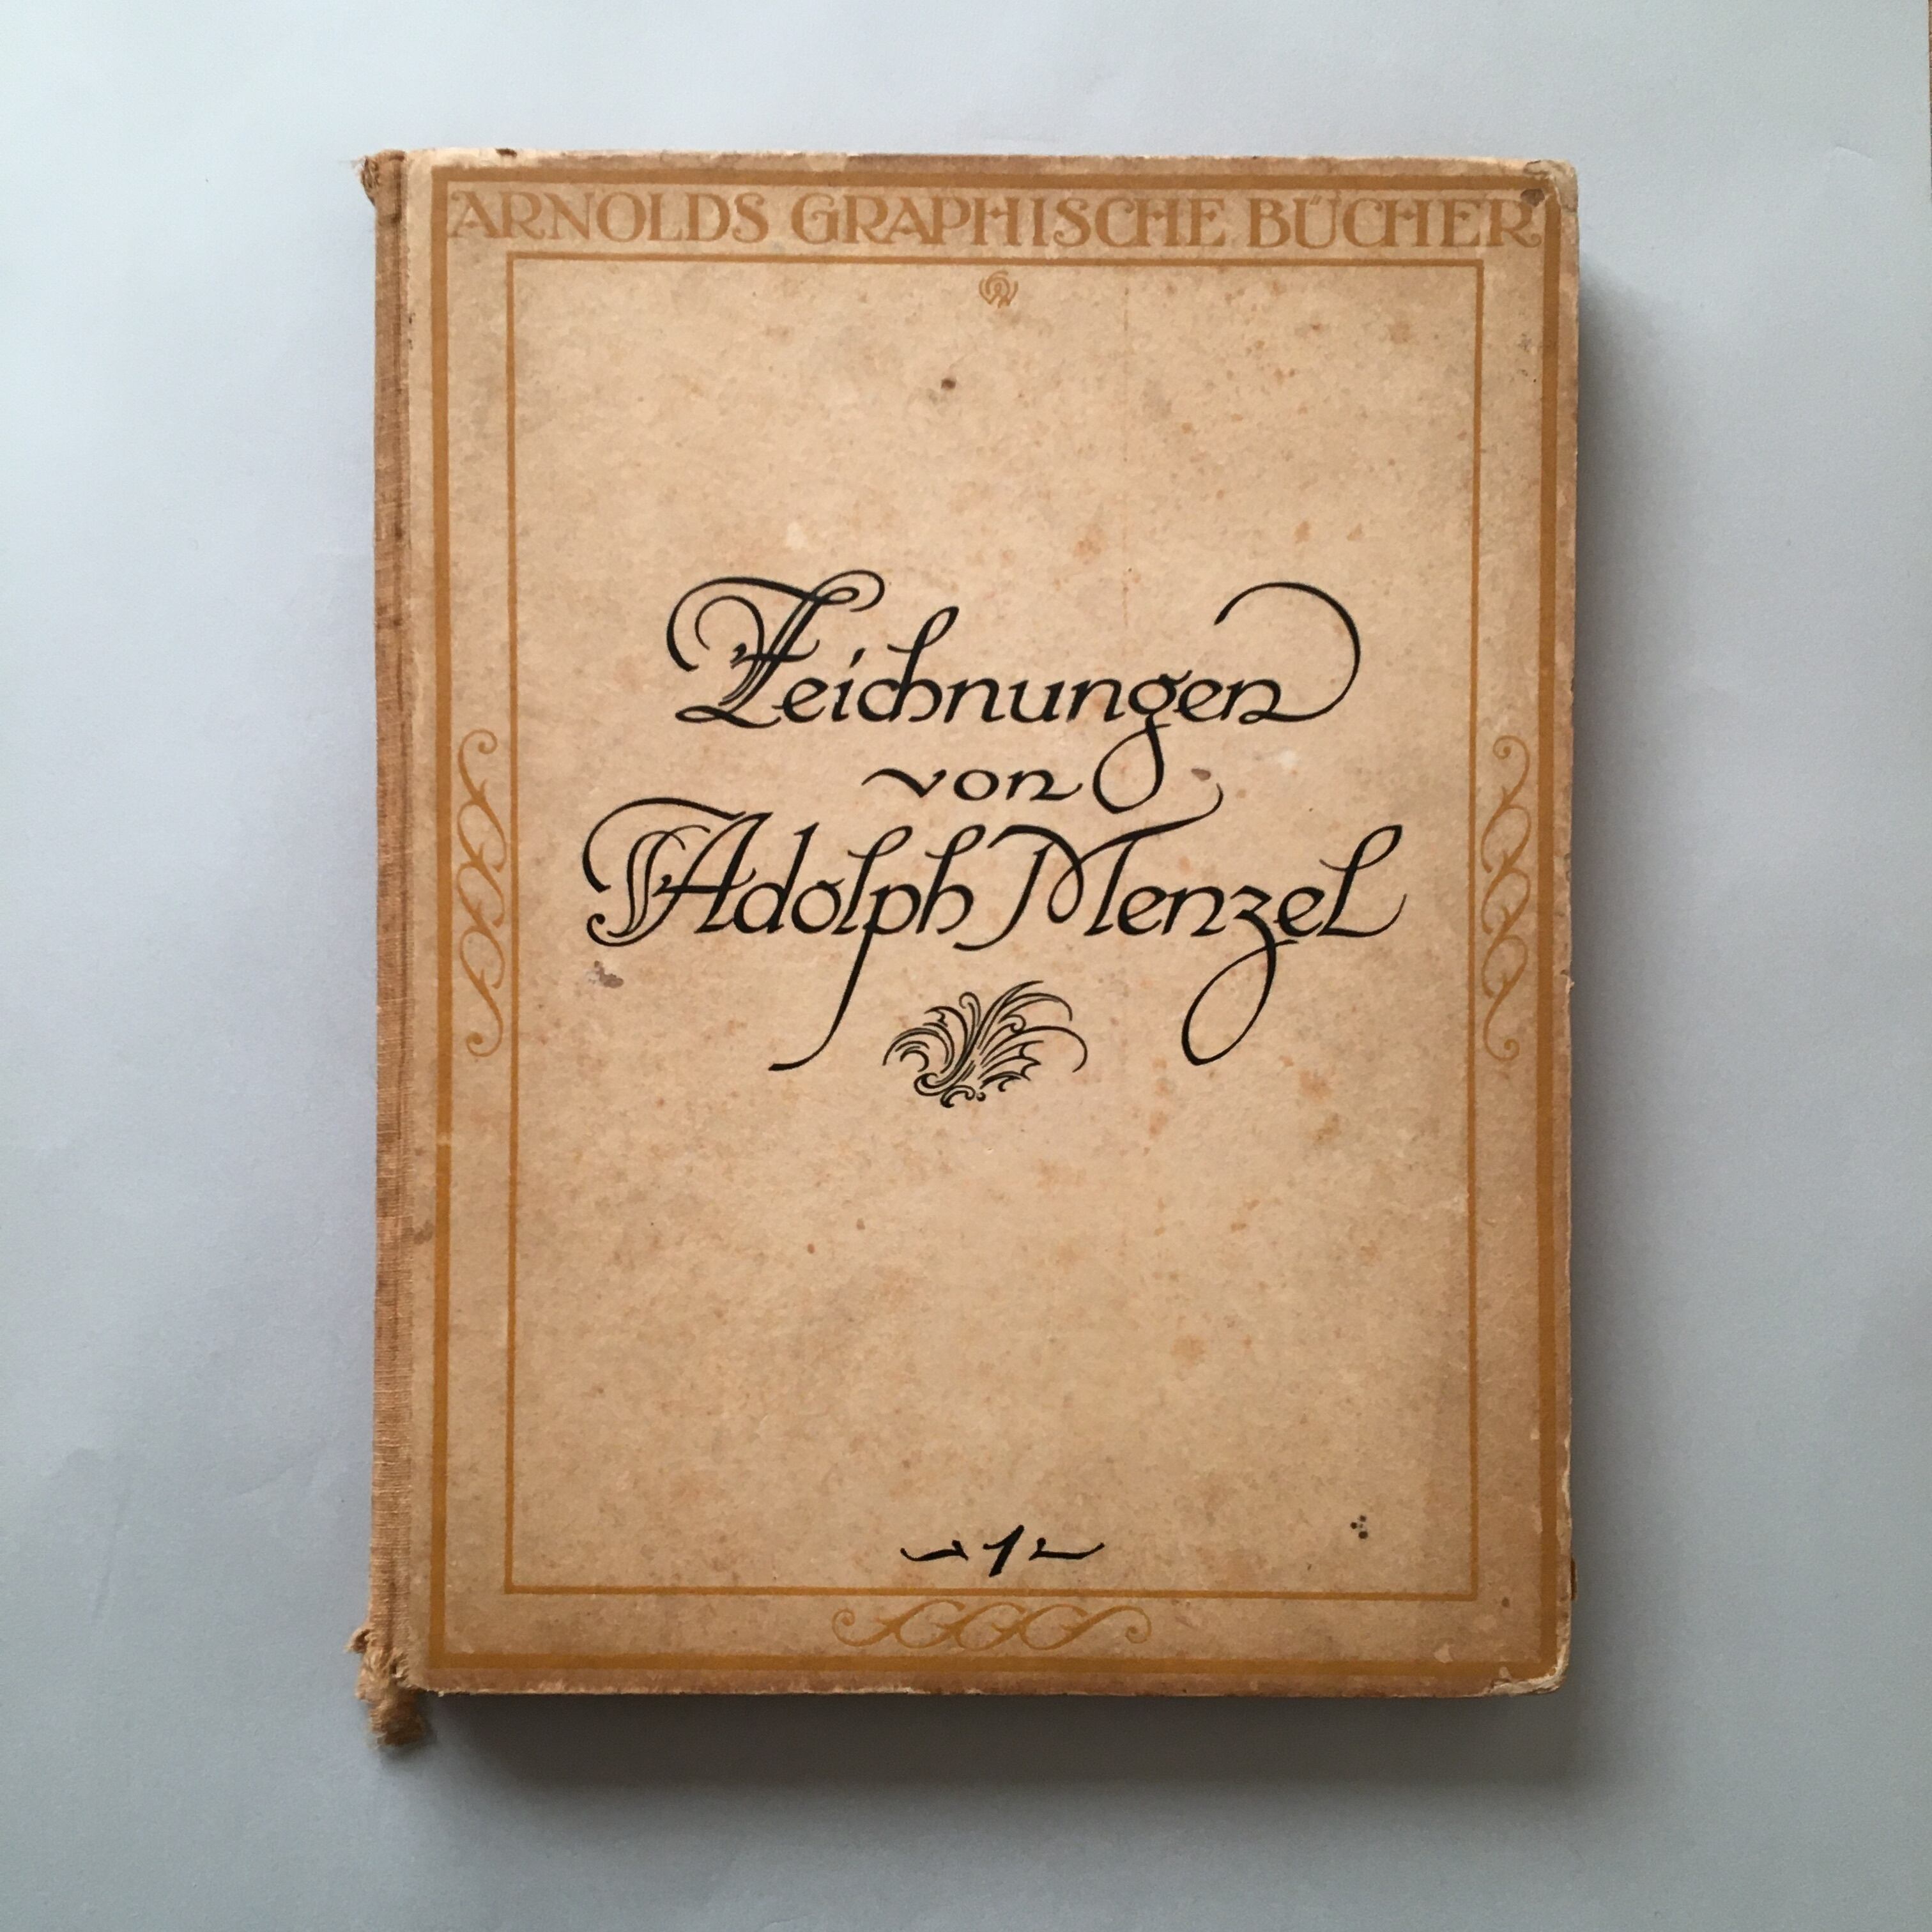 ARNOLDS GRAPHISCHE BÜCHER
Zeichnungen
von
Adolph Menzel
1